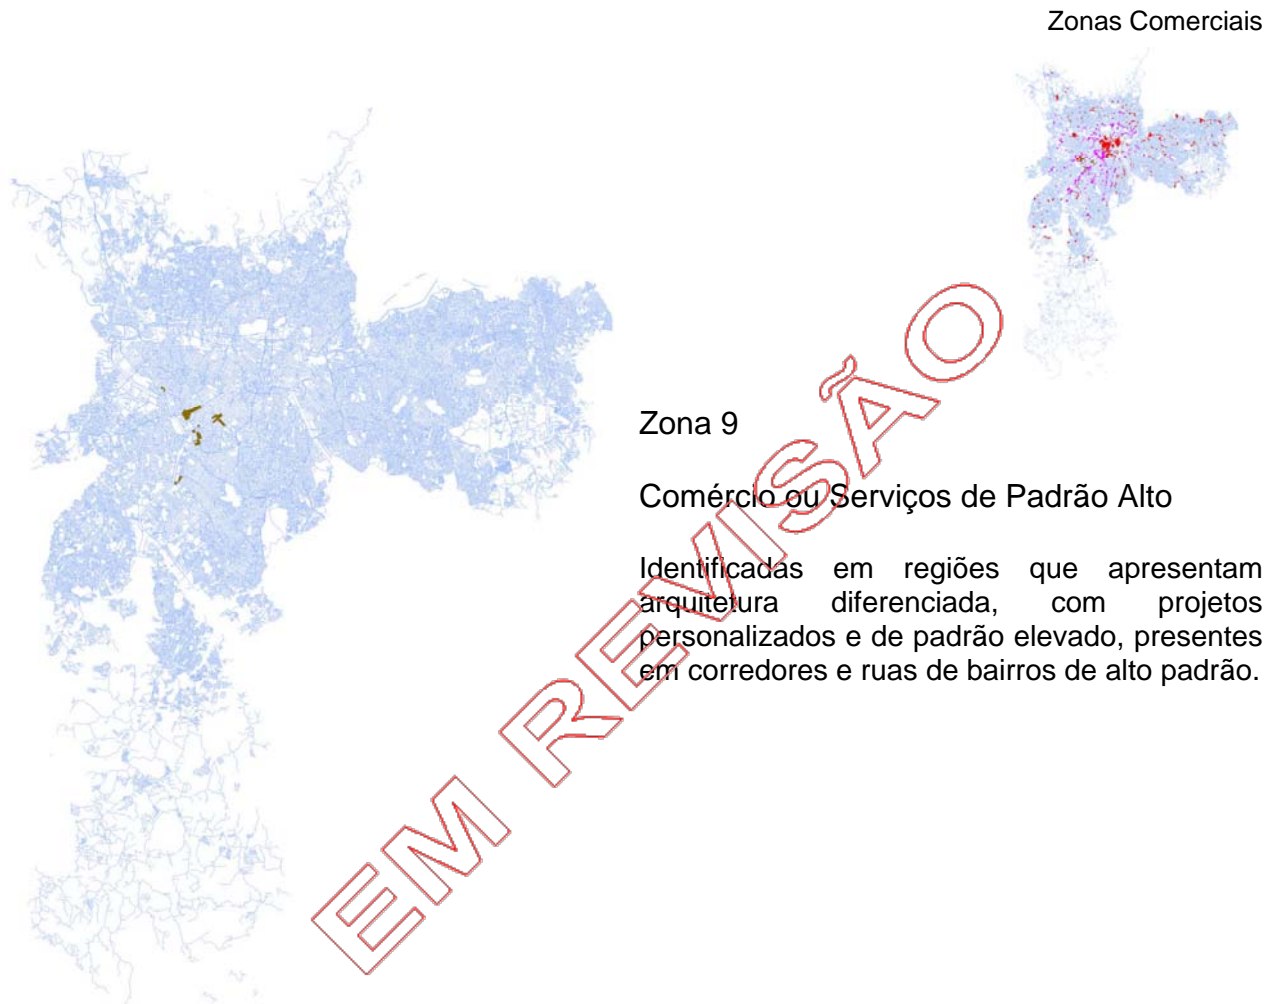 Zonas Comerciais
Zona 9
Comércio ou Serviços de Padrão Alto
Identificadas em regiões que apresentam
arquitetura diferenciada, com projetos
personalizados e de padrão elevado, presentes
em corredores e ruas de bairros de alto padrão.
EM REVISÃO